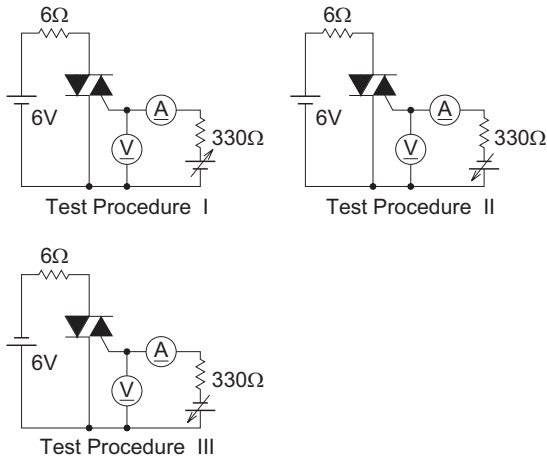 6Ω
6V
A
V
330Ω
Test Procedure I
6Ω
6V
A
V
330Ω
Test Procedure II
6Ω
6V
A
V
330Ω
Test Procedure III